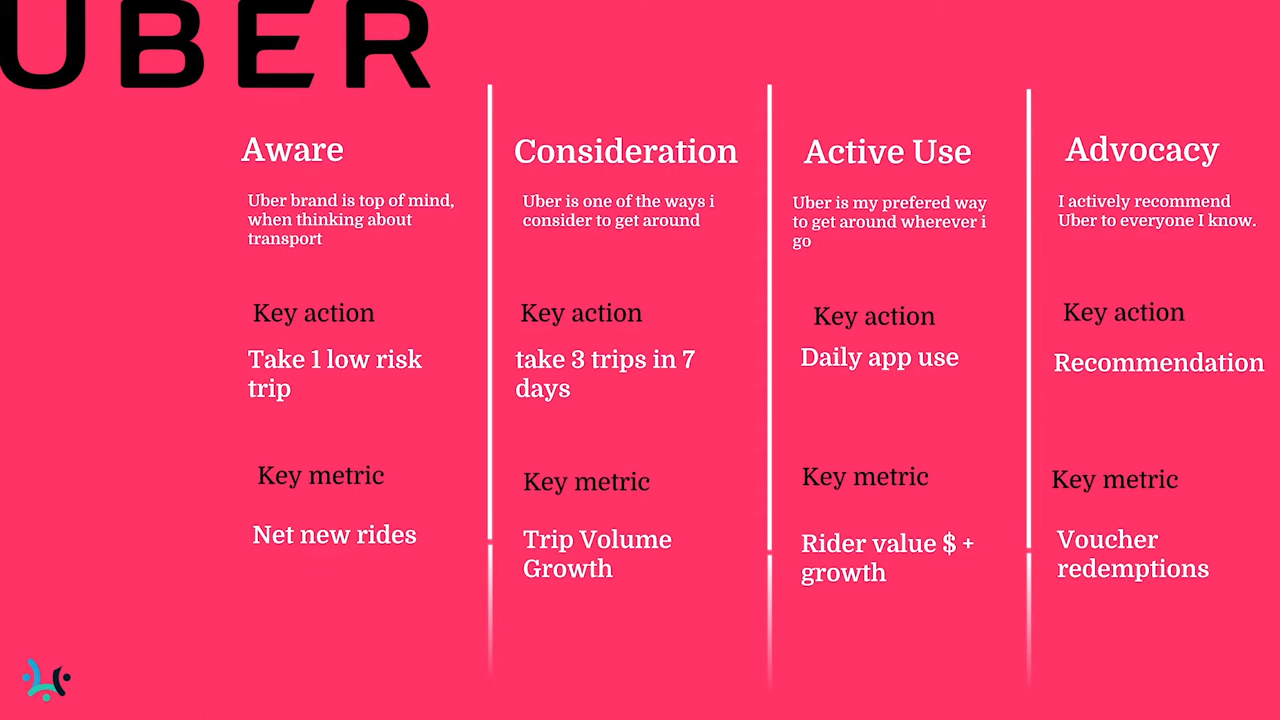 UBER
Aware
Uber brand is top of mind,
when thinking about
transport
Key action
Take 1 low risk
trip
Key metric
Net new rides
Consideration
Uber is one of the ways i
consider to get around
Key action
take 3 trips in 7
days
Key metric
Trip Volume
Growth
Active Use
Uber is my prefered way
to get around wherever i
go
Key action
Daily app use
Key metric
Rider value $ +
growth
Advocacy
I actively recommend
Uber to everyone I know.
Key action
Recommendation
Key metric
Voucher
redemptions